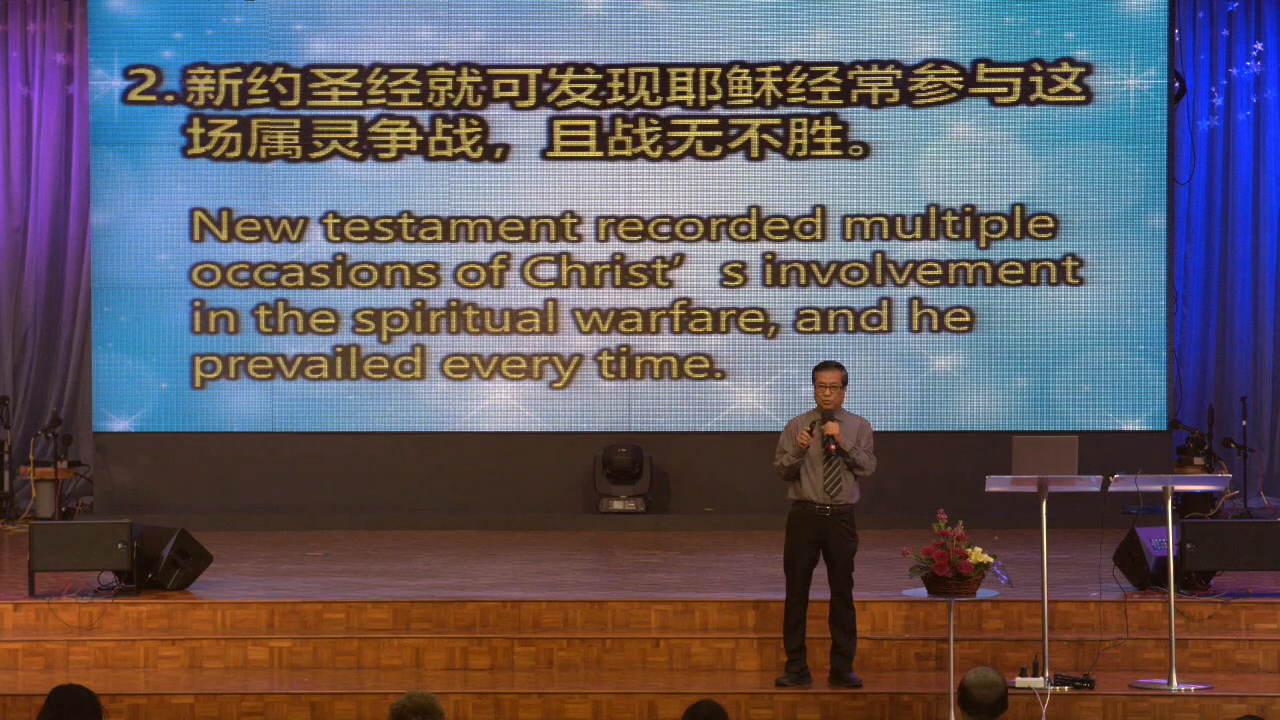 2.新约圣经就可发现耶稣经常参与这
场属灵争战，且战无不胜。
New testament recorded multiple
occasions of Christ’s involvement
in the spiritual warfare, and he
prevailed every time.